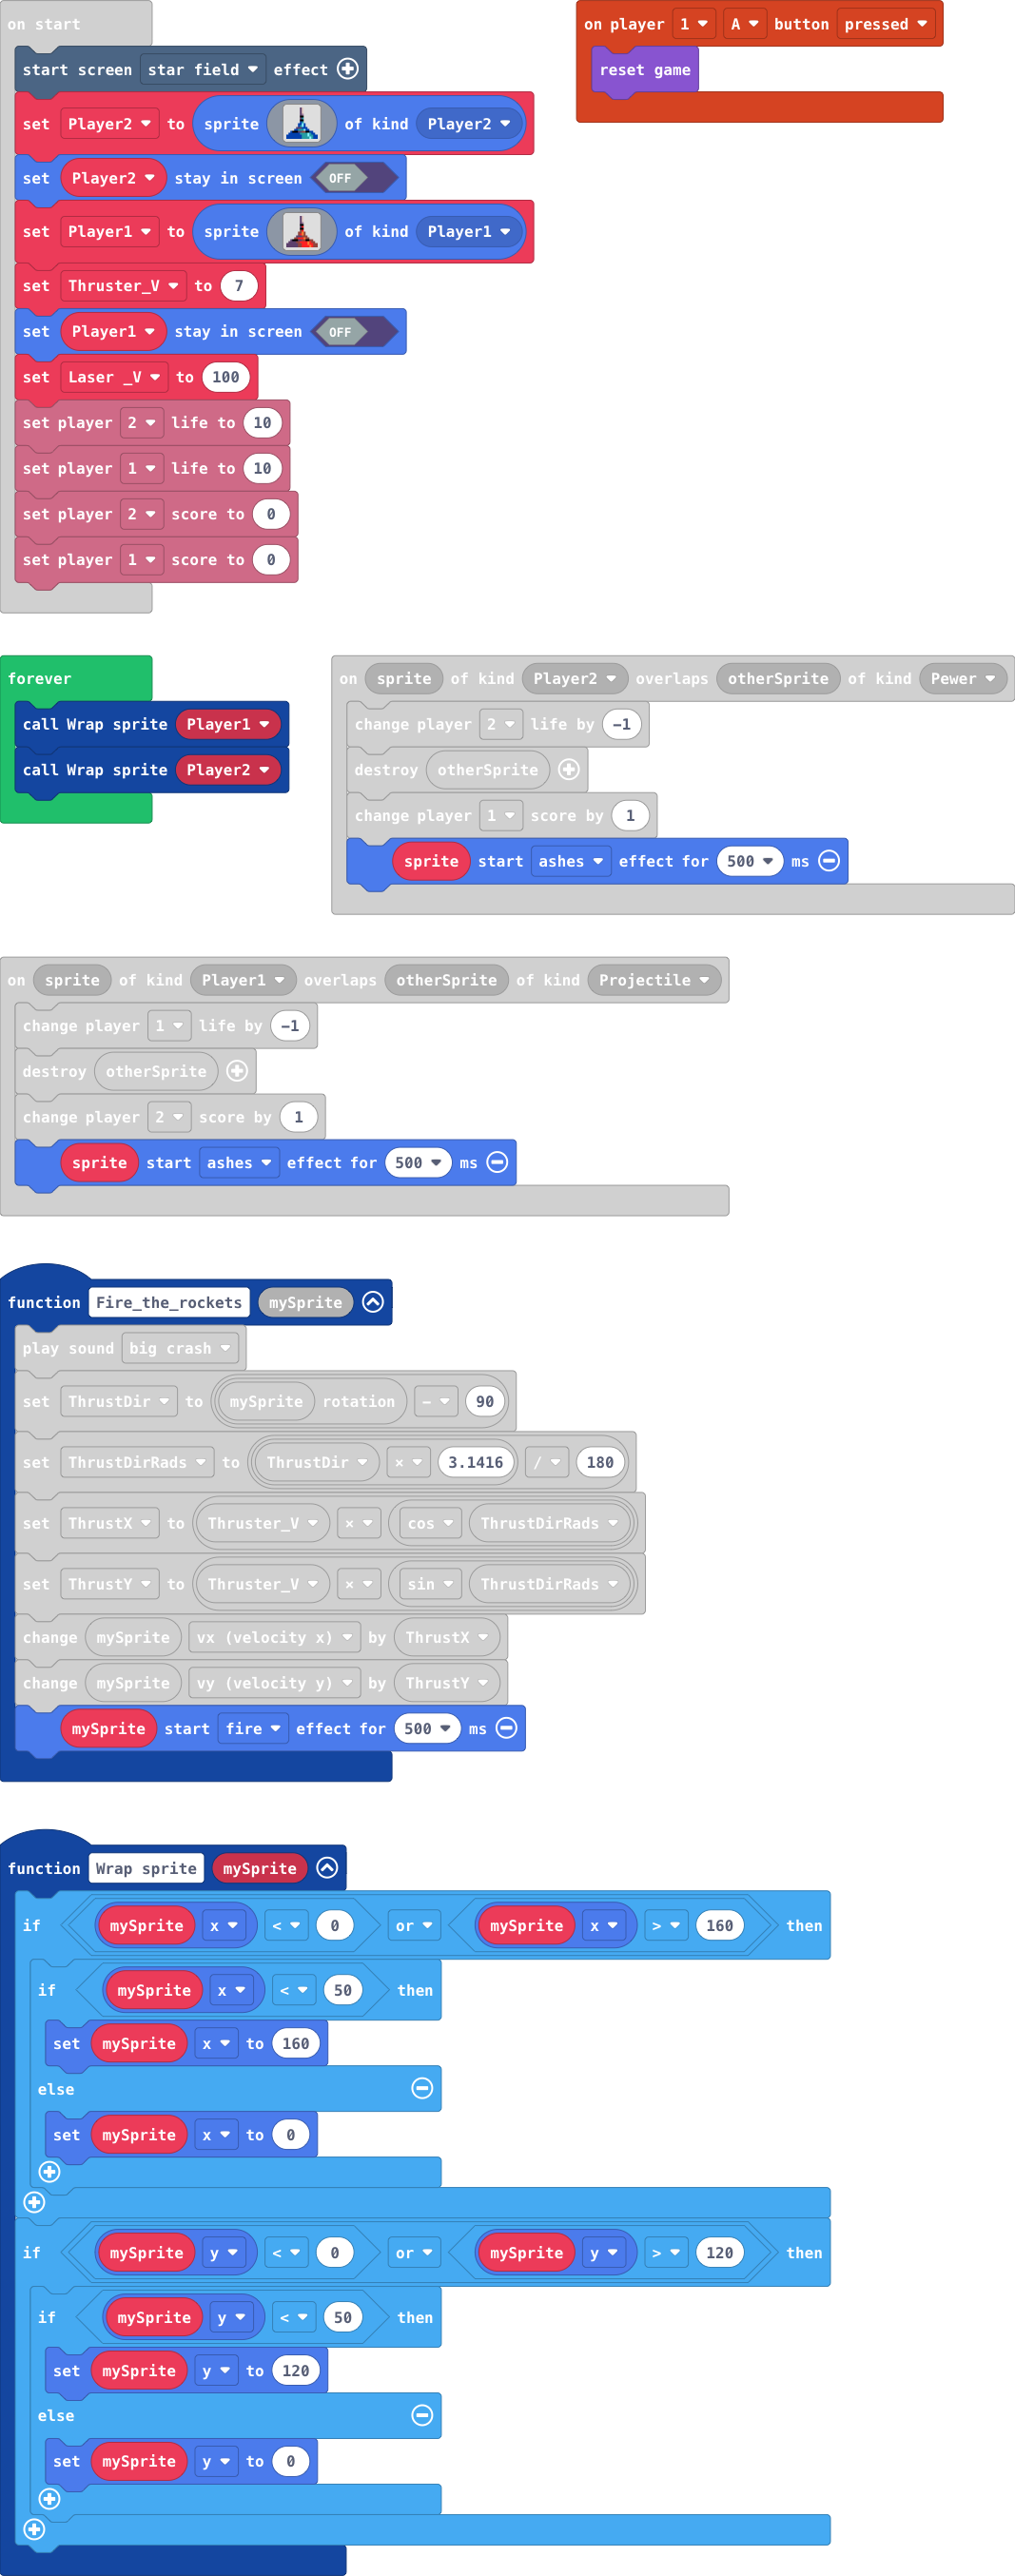 on start
start screen star field effect
set Player2 to sprite of kind Player2
set Player2 stay in screen OFF
set Player1 to sprite of kind Player1
set Thruster_V to 7
set Player1 stay in screen OFF
set Laser _V to 100
set player 2 life to 10
set player 1 life to 10
set player 2 score to 0
set player 1 score to 0
on player 1 A button pressed
reset game
forever
call Wrap sprite Player1
call Wrap sprite Player2
on sprite of kind Player2 overlaps otherSprite of kind Pewer
change player 2 life by -1
destroy otherSprite
change player 1 score by 1
sprite start ashes effect for 500 ms
on sprite of kind Player1 overlaps otherSprite of kind Projectile
change player 1 life by -1
destroy otherSprite
change player 2 score by 1
sprite start ashes effect for 500 ms
function Fire_the_rockets mySprite
play sound big crash
set ThrustDir to mySprite rotation - 90
set ThrustDirRads to ThrustDir × 3.1416 / 180
set ThrustX to Thruster_V × cos ThrustDirRads
set ThrustY to Thruster_V × sin ThrustDirRads
change mySprite vx (velocity x) by ThrustX
change mySprite vy (velocity y) by ThrustY
mySprite start fire effect for 500 ms
function Wrap sprite mySprite
if mySprite x < 0 or mySprite x > 160 then
if mySprite x < 50 then
set mySprite x to 160
else
set mySprite x to 0
if mySprite y < 0 or mySprite y > 120 then
if mySprite y < 50 then
set mySprite y to 120
else
set mySprite y to 0